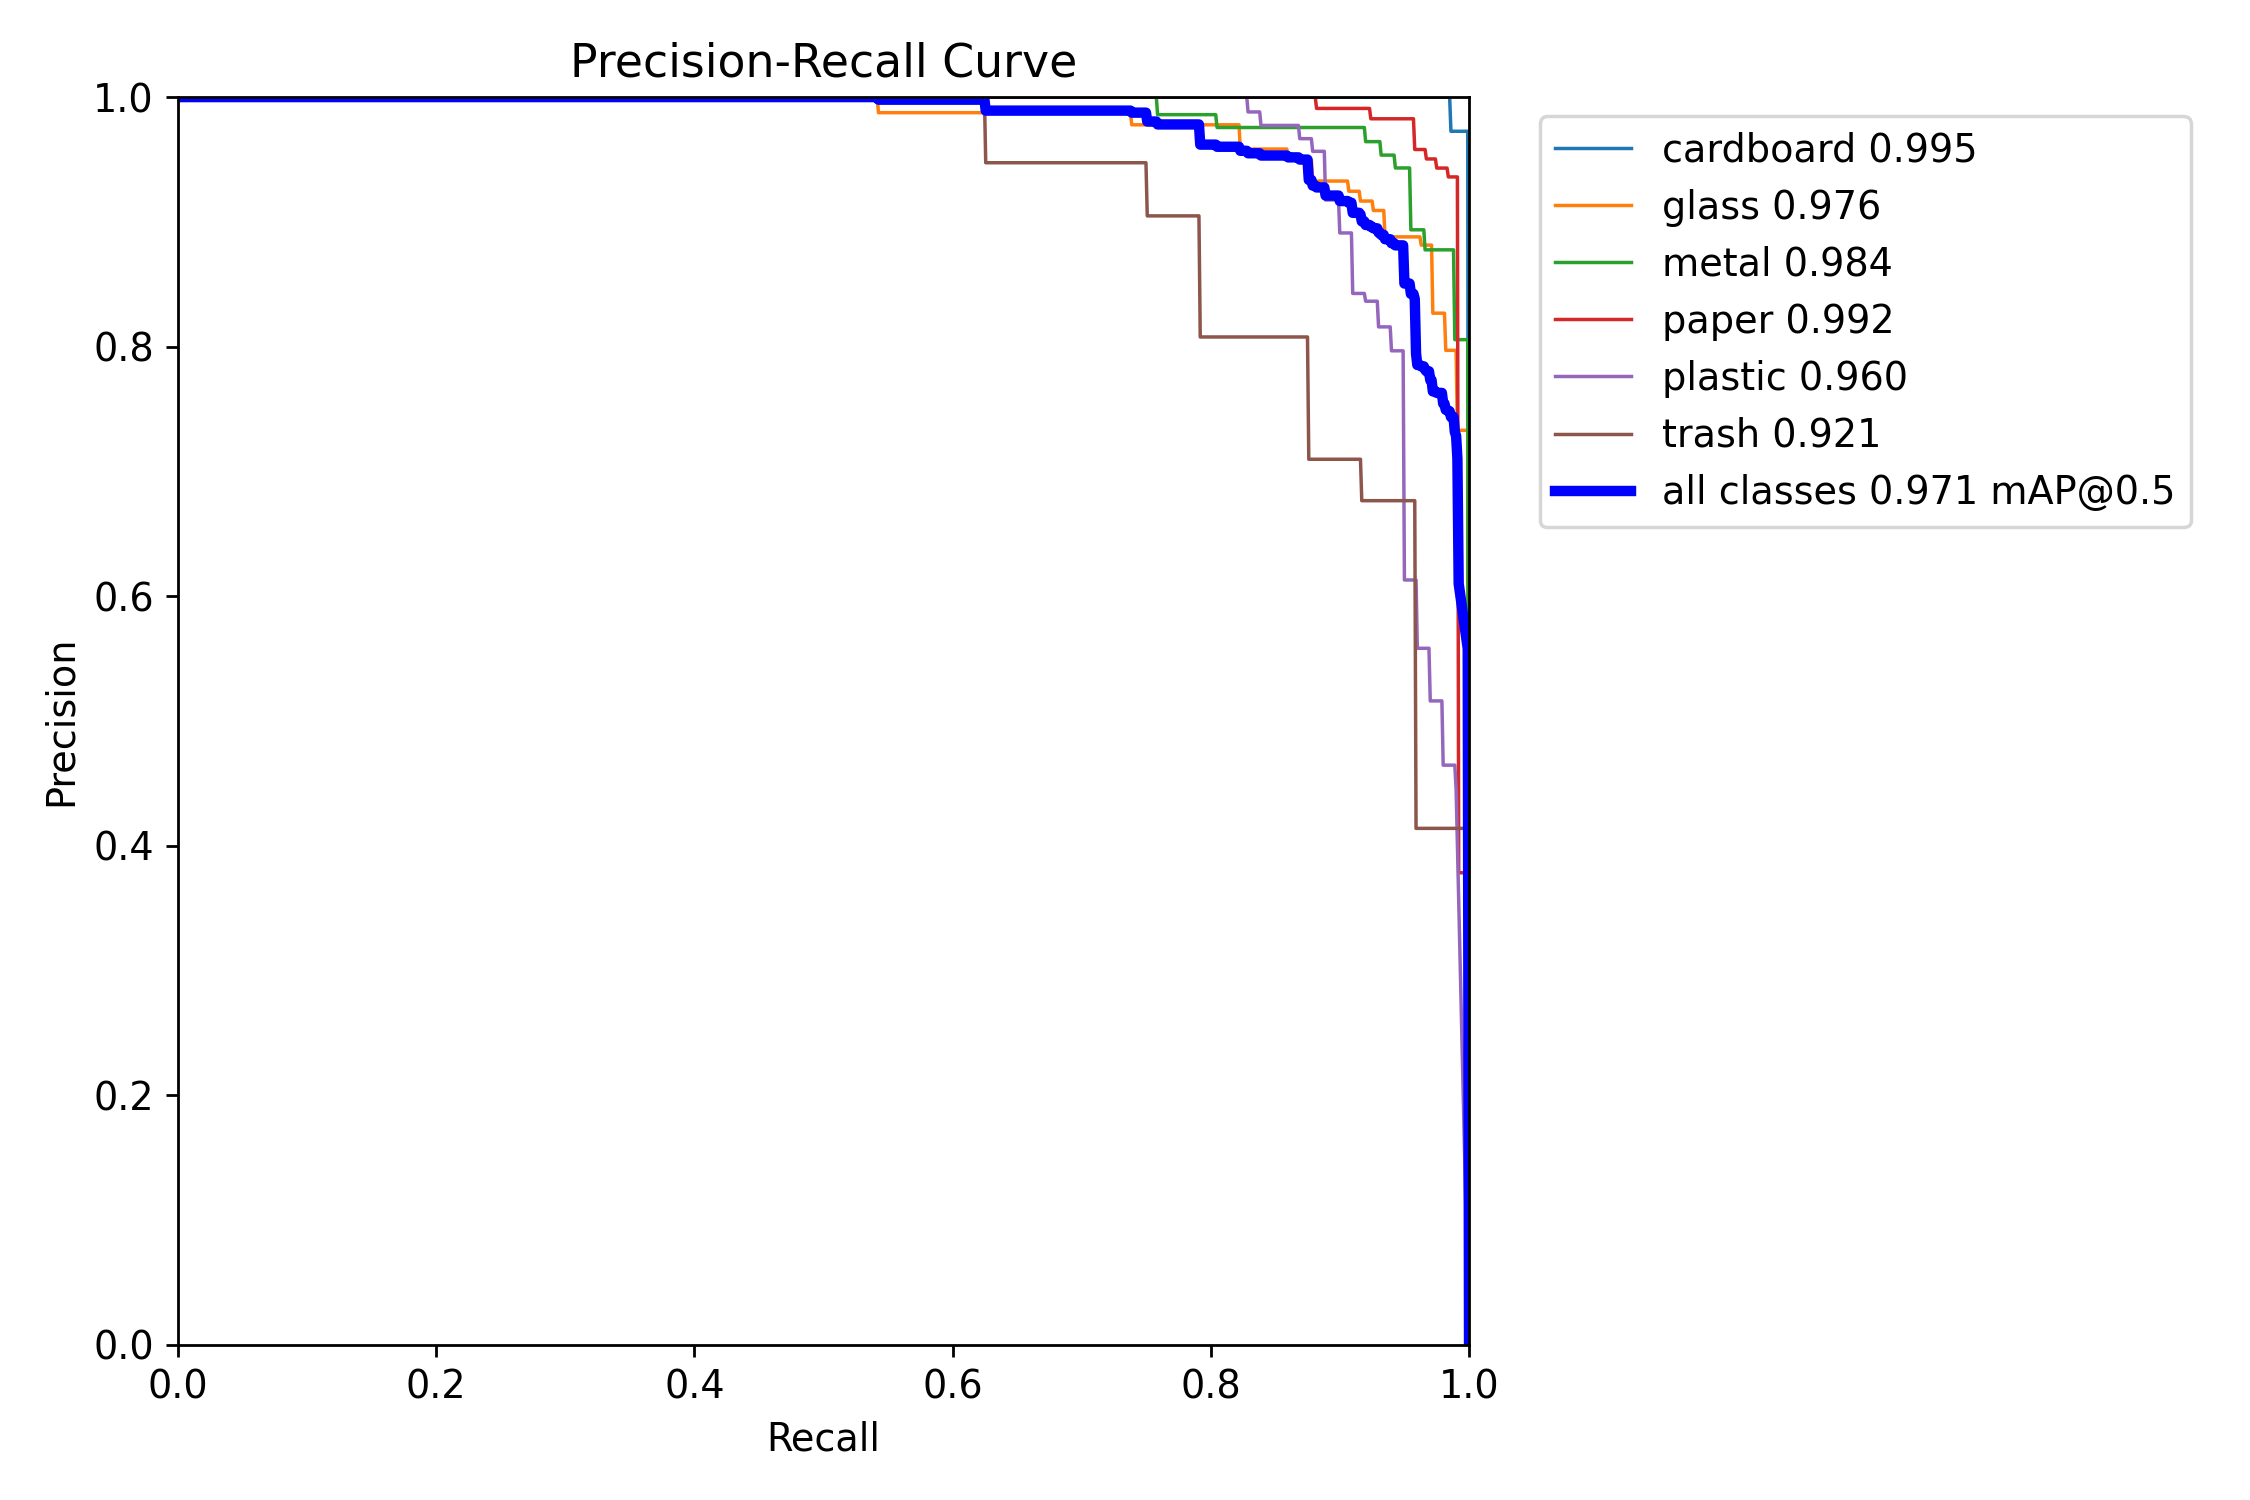 Precision-Recall Curve
1.0
0.8
0.6
0.4
0.2
0.0
Precision
0.0 0.2 0.4 0.6 0.8 1.0
Recall
cardboard 0.995
glass 0.976
metal 0.984
paper 0.992
plastic 0.960
trash 0.921
all classes 0.971 mAP@0.5